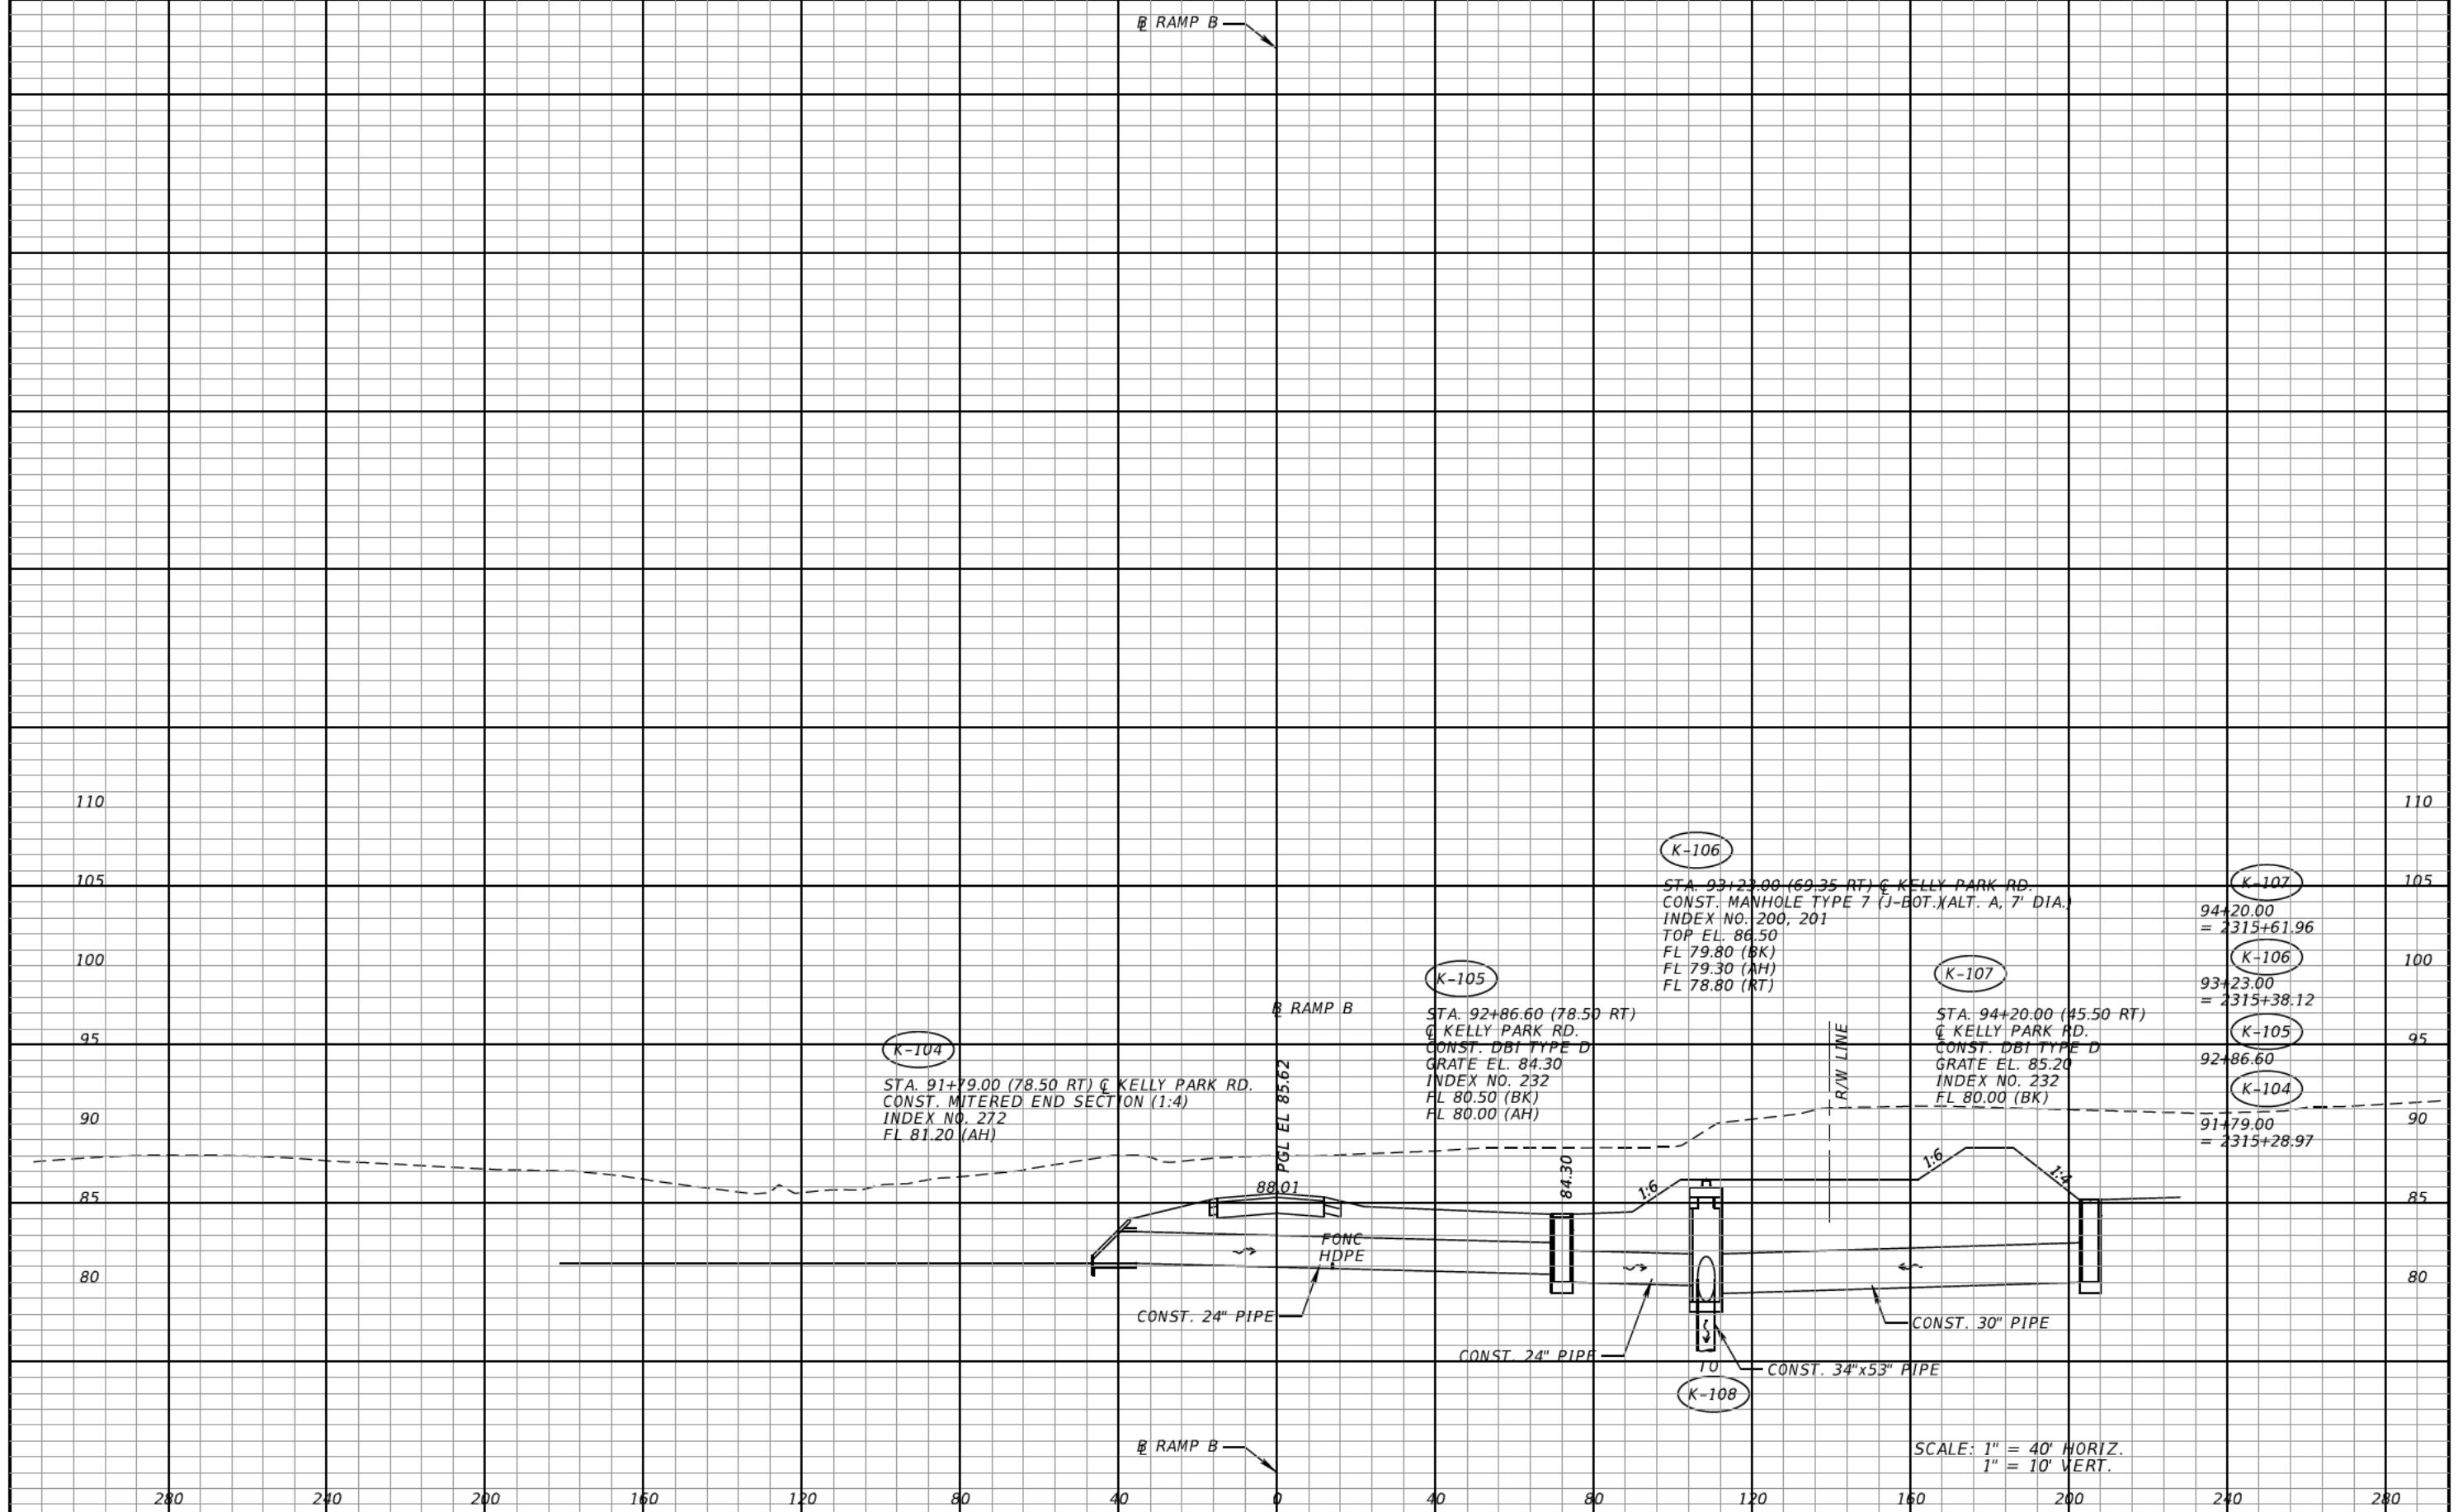 ℄ RAMP B
110
110
K-106
105
STA. 93+23.00 (69.35 RT) ℄ KELLY PARK RD.
CONST. MANHOLE TYPE 7 (J-BOT.)(ALT. A, 7' DIA.)
INDEX NO. 200, 201
TOP EL. 86.50
FL 79.80 (BK)
FL 79.30 (AH)
FL 78.80 (RT)
K-107
105
94+20.00
= 2315+61.96
K-106
93+23.00
= 2315+38.12
K-105
92+86.60
K-104
91+79.00
= 2315+28.97
100
100
K-105
STA. 92+86.60 (78.50 RT)
℄ KELLY PARK RD.
CONST. DBI TYPE D
GRATE EL. 84.30
INDEX NO. 232
FL 80.50 (BK)
FL 80.00 (AH)
K-107
STA. 94+20.00 (45.50 RT)
℄ KELLY PARK RD.
CONST. DBI TYPE D
GRATE EL. 85.20
INDEX NO. 232
FL 80.00 (BK)
℄ RAMP B
95
95
K-104
STA. 91+79.00 (78.50 RT) ℄ KELLY PARK RD.
CONST. MITERED END SECTION (1:4)
INDEX NO. 272
FL 81.20 (AH)
PGL EL 85.62
R/W LINE
90
90
88.01
84.30
1:6
1:6
1:4
85
85
FONC
HDPE
80
80
CONST. 24" PIPE
CONST. 24" PIPE
CONST. 30" PIPE
TO
CONST. 34"x53" PIPE
K-108
℄ RAMP B
SCALE: 1" = 40' HORIZ.
1" = 10' VERT.
280 240 200 160 120 80 40 0 40 80 120 160 200 240 280